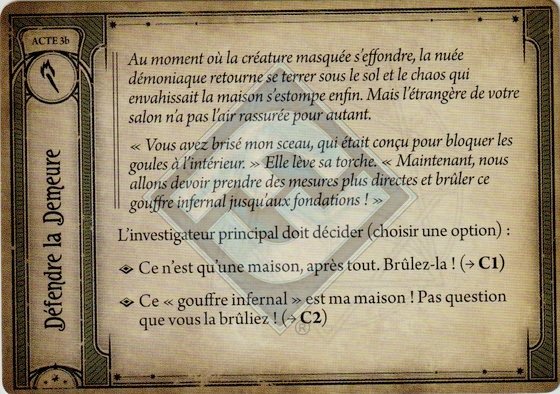 ACTE 3b
Défendre la Demeure
Au moment où la créature masquée s'effondre, la nuée
démoniaque retourne se terrer sous le sol et le chaos qui
envahissait la maison s'estompe enfin. Mais l'étrangère de votre
salon n'a pas l'air rassurée pour autant.
« Vous avez brisé mon sceau, qui était conçu pour bloquer les
goules à l'intérieur. » Elle lève sa torche. « Maintenant, nous
allons devoir prendre des mesures plus directes et brûler ce
gouffre infernal jusqu'aux fondations ! »
L'investigateur principal doit décider (choisir une option) :
Ce n'est qu'une maison, après tout. Brûlez-la ! (→ C1)
Ce « gouffre infernal » est ma maison ! Pas question
que vous la brûliez ! (→ C2)
®